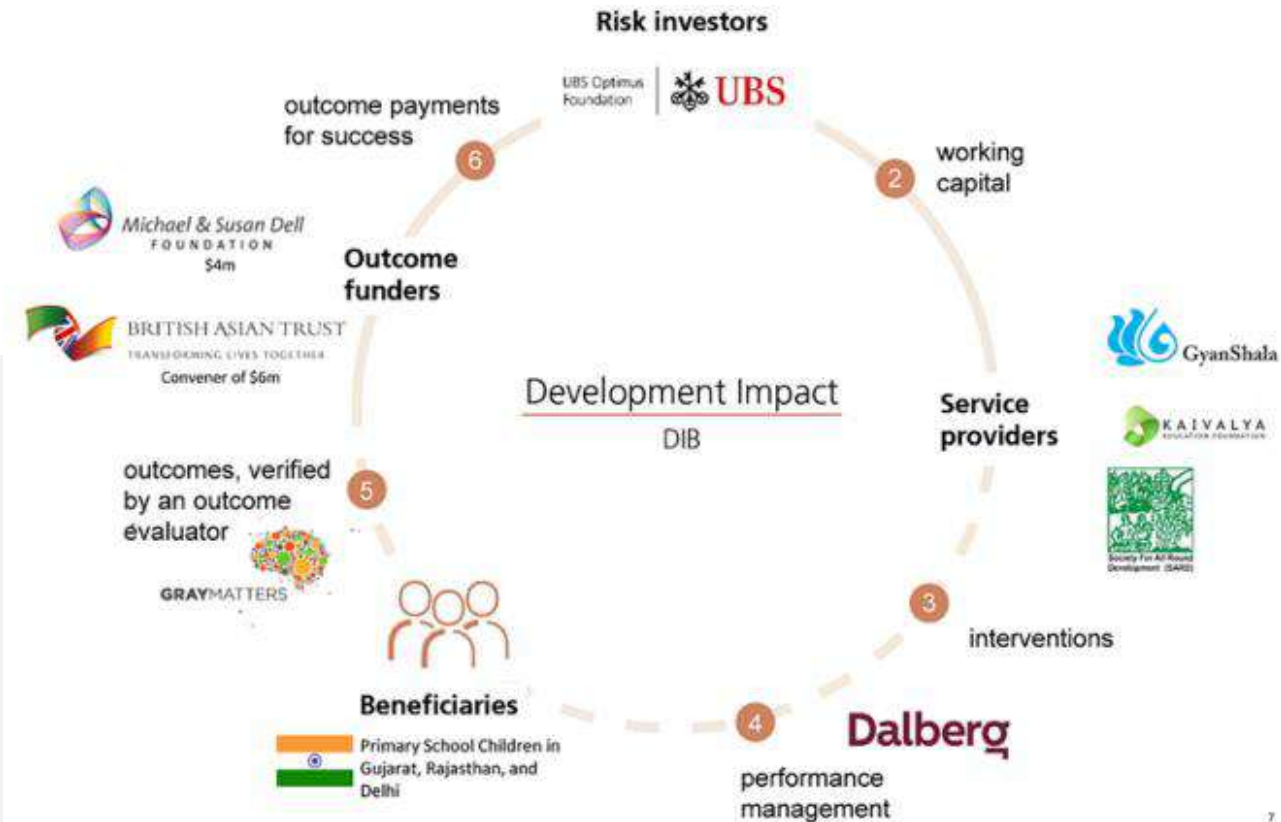 Risk investors
UBS Optimus
Foundation
UBS
outcome payments
for success
6
2
working
capital
Michael & Susan Dell
FOUNDATION
$4m
Outcome
funders
BRITISH ASIAN TRUST
TRANSFORMING LIVES TOGETHER
Convener of $6m
Development Impact
DIB
Service
providers
GyanShala
KAIVALYA
EDUCATION FOUNDATION
Society For All Round
Development (SARD)
outcomes, verified
by an outcome
evaluator
5
GRAYMATTERS
3
interventions
Beneficiaries
Primary School Children in
Gujarat, Rajasthan, and
Delhi
4
Dalberg
performance
management
7